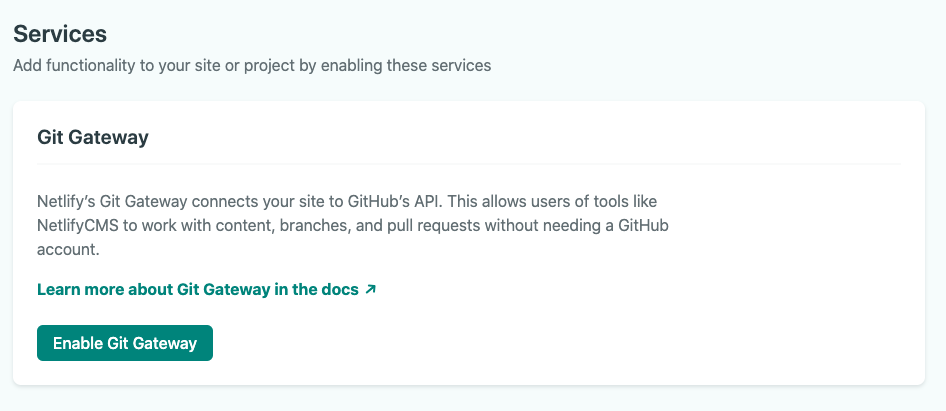 Services
Add functionality to your site or project by enabling these services
Git Gateway
Netlify’s Git Gateway connects your site to GitHub’s API. This allows users of tools like
NetlifyCMS to work with content, branches, and pull requests without needing a GitHub
account.
Learn more about Git Gateway in the docs ↗
Enable Git Gateway